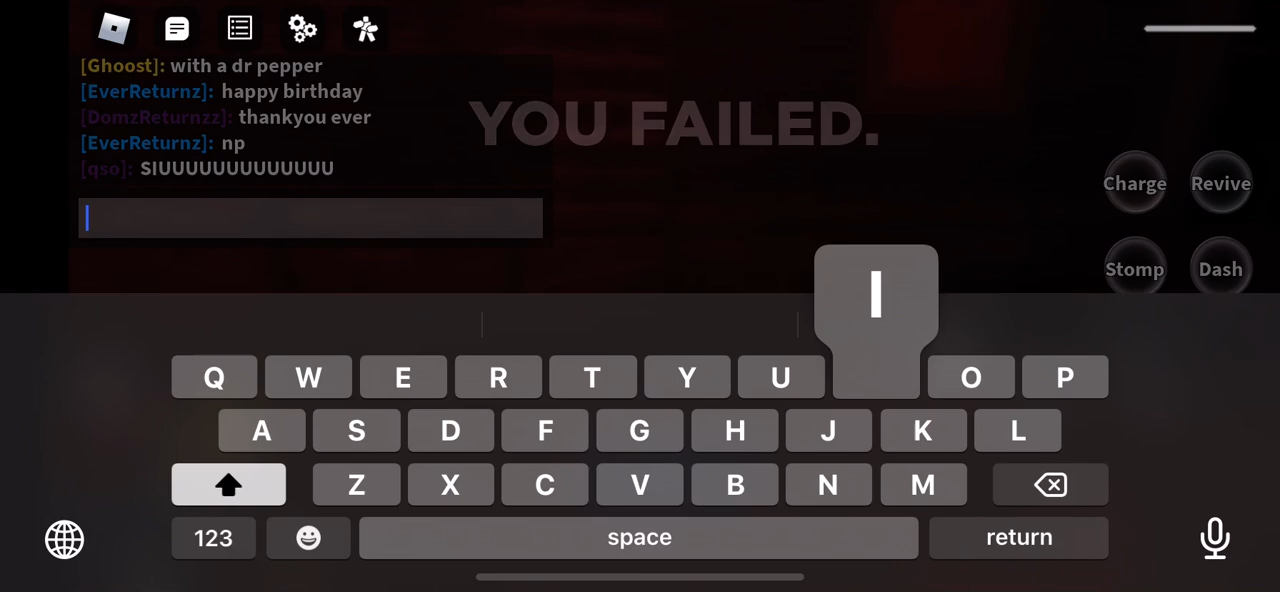 [Ghoost]: with a dr pepper
[EverReturnz]: happy birthday
[DomzReturnzz]: thankyou ever
[EverReturnz]: np
[qso]: SIUUUUUUUUUUUUUU
YOU FAILED.
Charge Revive
Stomp Dash
I
Q W E R T Y U O P
A S D F G H J K L
Z X C V B N M
123 space return